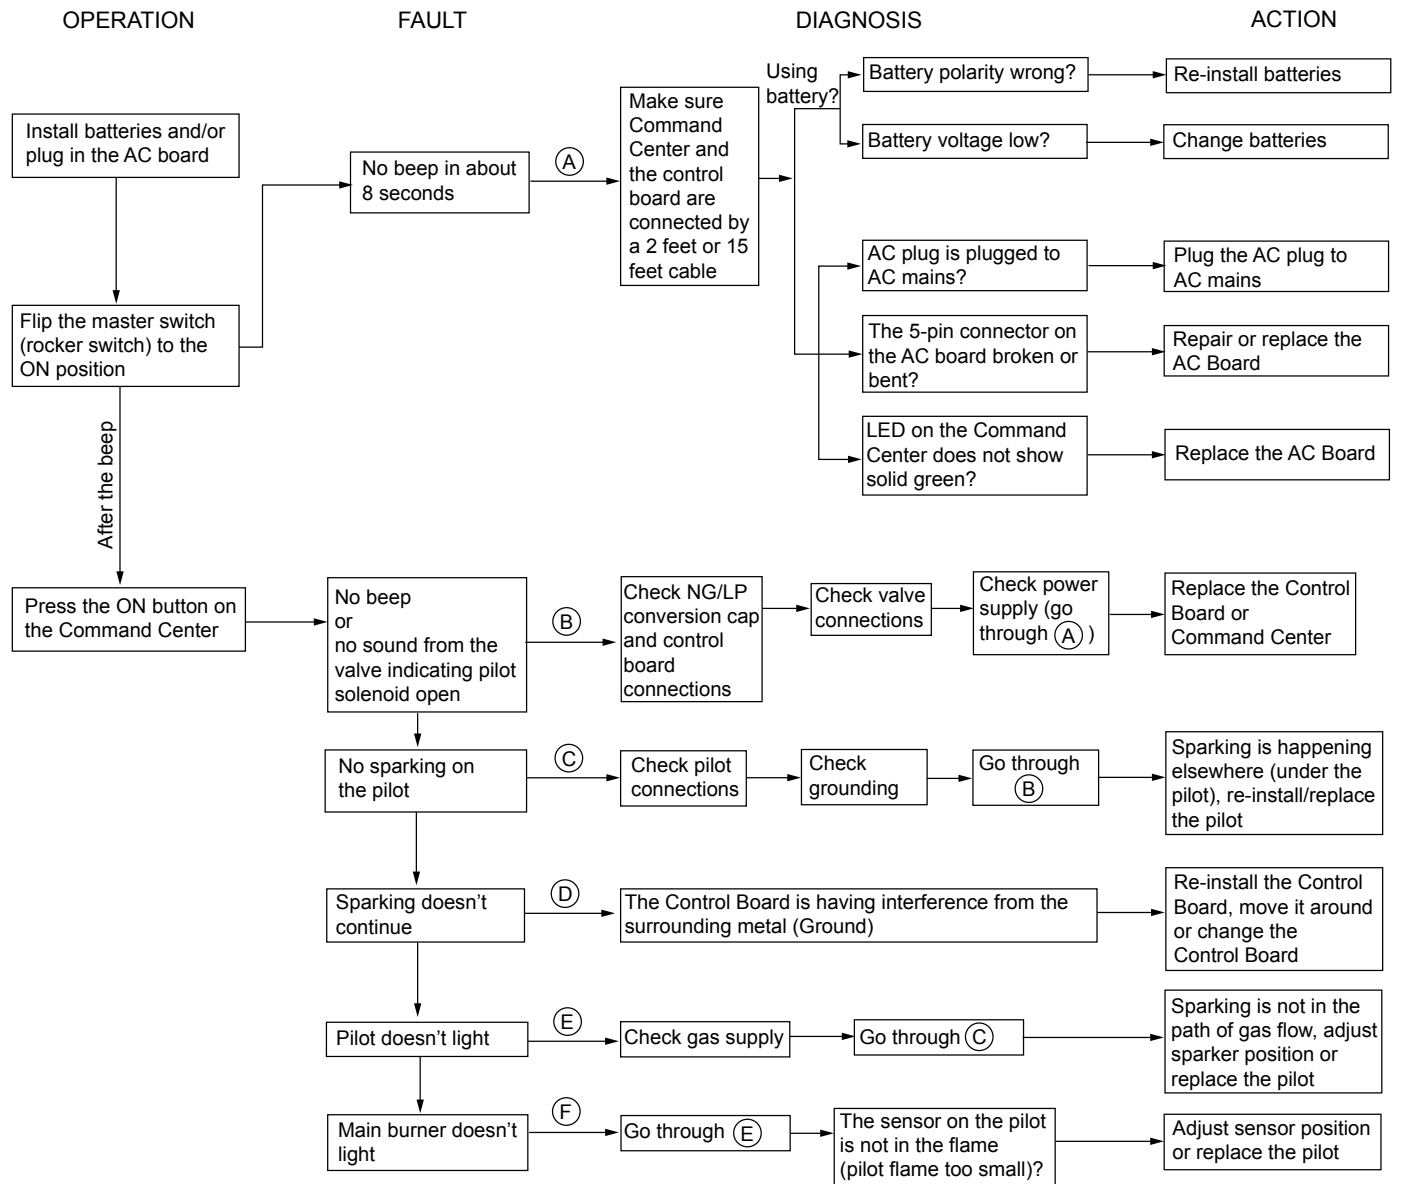 OPERATION
FAULT
DIAGNOSIS
ACTION
Install batteries and/or
plug in the AC board
Flip the master switch
(rocker switch) to the
ON position
After the beep
Press the ON button on
the Command Center
No beep in about
8 seconds
A
Make sure
Command
Center and
the control
board are
connected by
a 2 feet or 15
feet cable
Using
battery?
Battery polarity wrong?
Re-install batteries
Battery voltage low?
Change batteries
AC plug is plugged to
AC mains?
Plug the AC plug to
AC mains
The 5-pin connector on
the AC board broken or
bent?
Repair or replace the
AC Board
LED on the Command
Center does not show
solid green?
Replace the AC Board
No beep
or
no sound from the
valve indicating pilot
solenoid open
B
Check NG/LP
conversion cap
and control
board
connections
Check valve
connections
Check power
supply (go
through A )
Replace the Control
Board or
Command Center
No sparking on
the pilot
C
Check pilot
connections
Check
grounding
Go through
B
Sparking is happening
elsewhere (under the
pilot), re-install/replace
the pilot
Sparking doesn't
continue
D
The Control Board is having interference from the
surrounding metal (Ground)
Re-install the Control
Board, move it around
or change the
Control Board
Pilot doesn't light
E
Check gas supply
Go through C
Sparking is not in the
path of gas flow, adjust
sparker position or
replace the pilot
Main burner doesn't
light
F
Go through E
The sensor on the pilot
is not in the flame
(pilot flame too small)?
Adjust sensor position
or replace the pilot